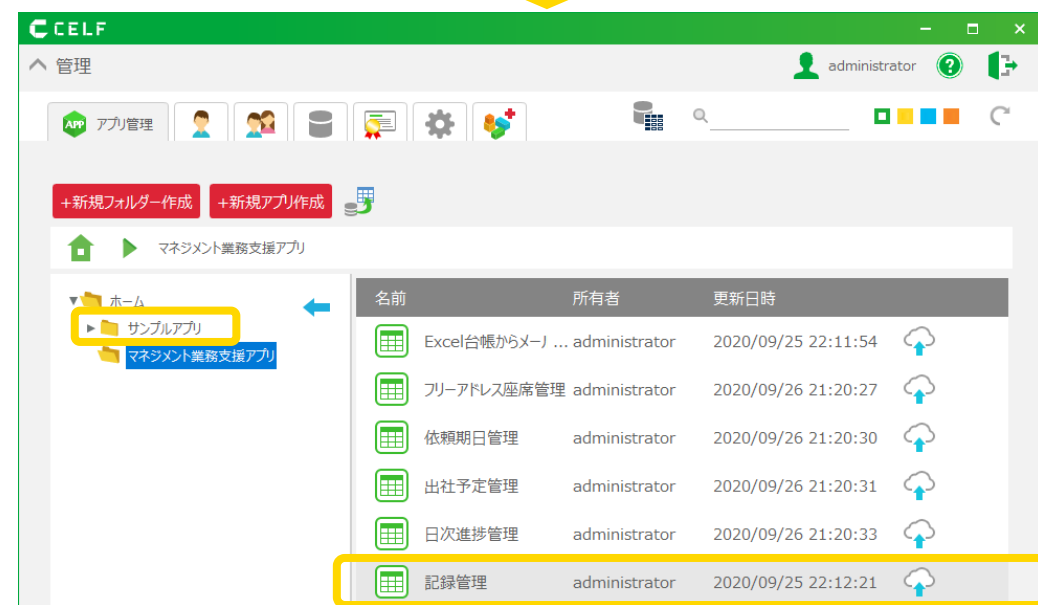 CELF
管理
administrator
APP アプリ管理
+新規フォルダー作成 +新規アプリ作成
マネジメント業務支援アプリ
ホーム
サンプルアプリ
マネジメント業務支援アプリ
名前 所有者 更新日時
Excel台帳からメー... administrator 2020/09/25 22:11:54
フリーアドレス座席管理 administrator 2020/09/26 21:20:27
依頼期日管理 administrator 2020/09/26 21:20:30
出社予定管理 administrator 2020/09/26 21:20:31
日次進捗管理 administrator 2020/09/26 21:20:33
記録管理 administrator 2020/09/25 22:12:21